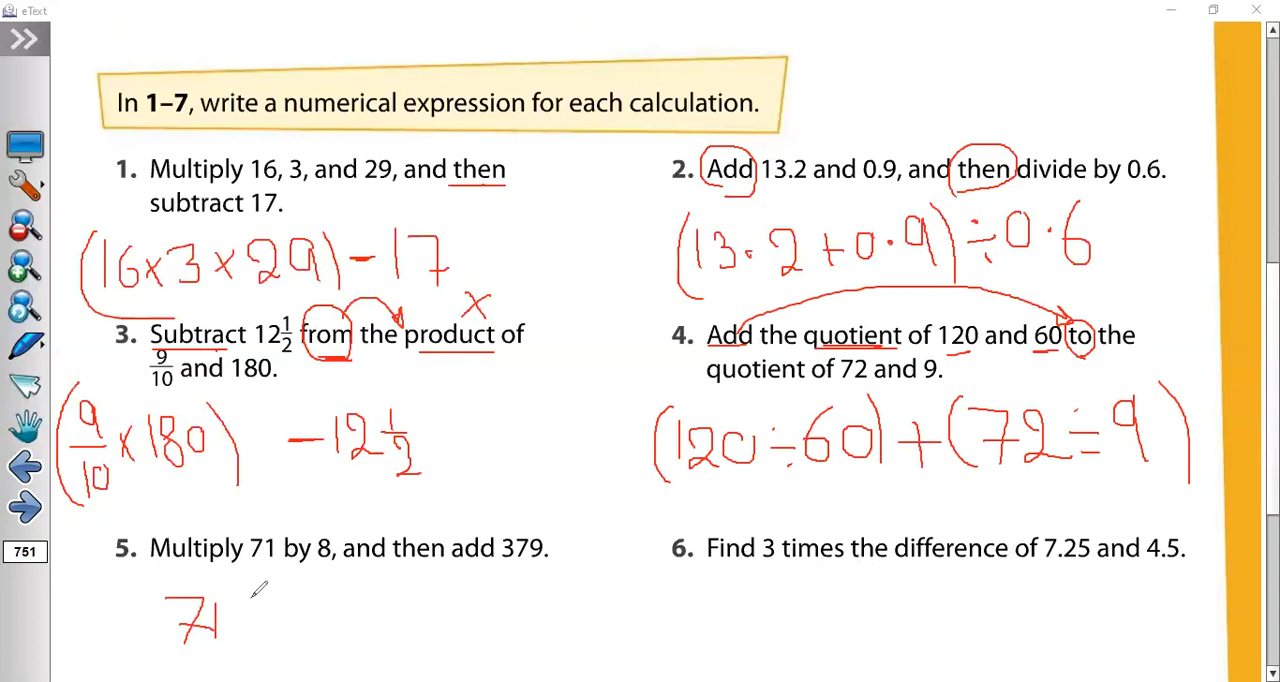 eText
In 1–7, write a numerical expression for each calculation.
1. Multiply 16, 3, and 29, and then
subtract 17.
(16 x 3 x 29) - 17
2. Add 13.2 and 0.9, and then divide by 0.6.
(13.2 + 0.9) ÷ 0.6
x
3. Subtract 12 1/2 from the product of
9/10 and 180.
(9/10 x 180) - 12 1/2
4. Add the quotient of 120 and 60 to the
quotient of 72 and 9.
(120 ÷ 60) + (72 ÷ 9)
5. Multiply 71 by 8, and then add 379.
71
6. Find 3 times the difference of 7.25 and 4.5.
751